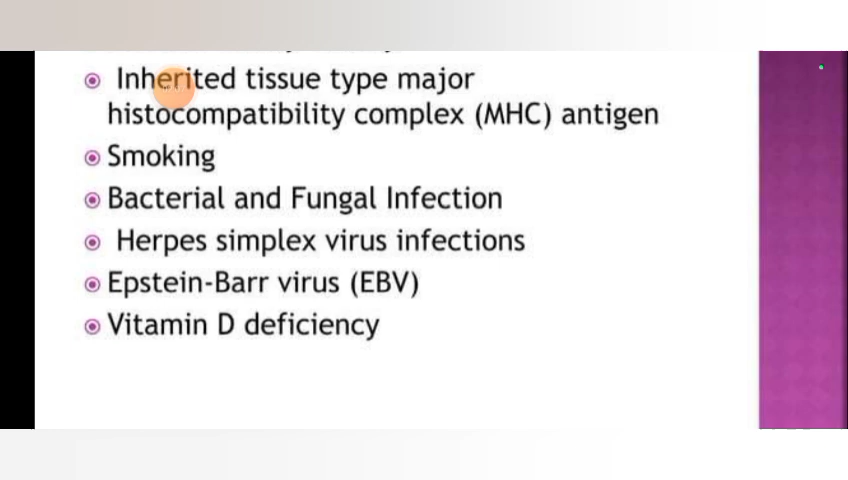 Inherited tissue type major
histocompatibility complex (MHC) antigen
Smoking
Bacterial and Fungal Infection
Herpes simplex virus infections
Epstein-Barr virus (EBV)
Vitamin D deficiency